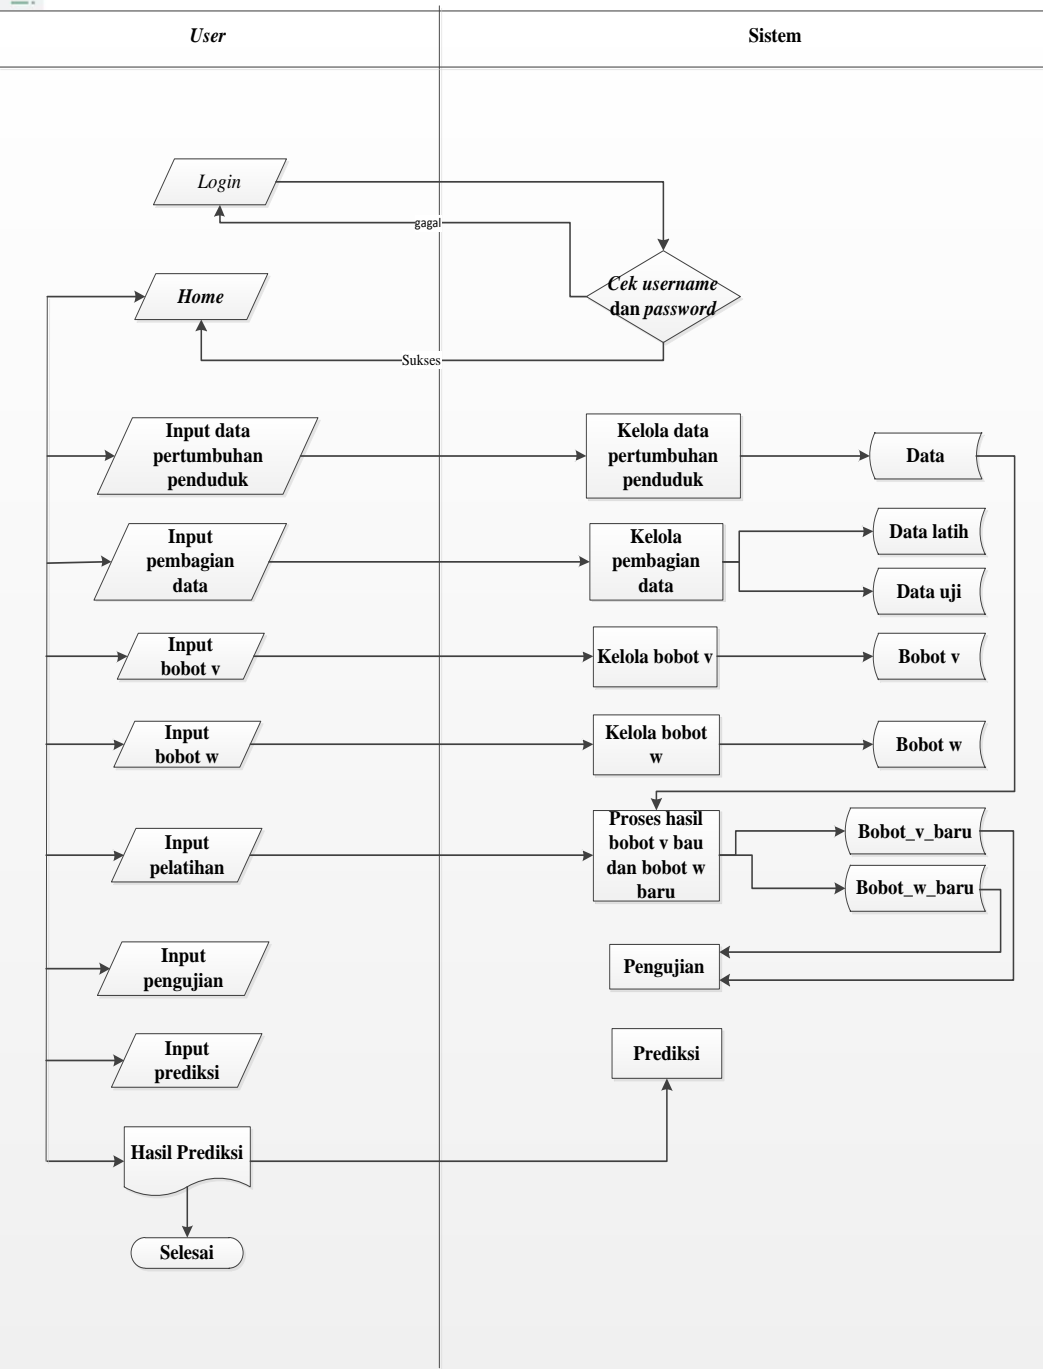 User
Sistem
Login
gagal
Cek username
dan password
Home
Sukses
Input data
pertumbuhan
penduduk
Kelola data
pertumbuhan
penduduk
Data
Input
pembagian
data
Kelola
pembagian
data
Data latih
Data uji
Input
bobot v
Kelola bobot v
Bobot v
Input
bobot w
Kelola bobot
w
Bobot w
Input
pelatihan
Proses hasil
bobot v bau
dan bobot w
baru
Bobot_v_baru
Bobot_w_baru
Input
pengujian
Pengujian
Input
prediksi
Prediksi
Hasil Prediksi
Selesai